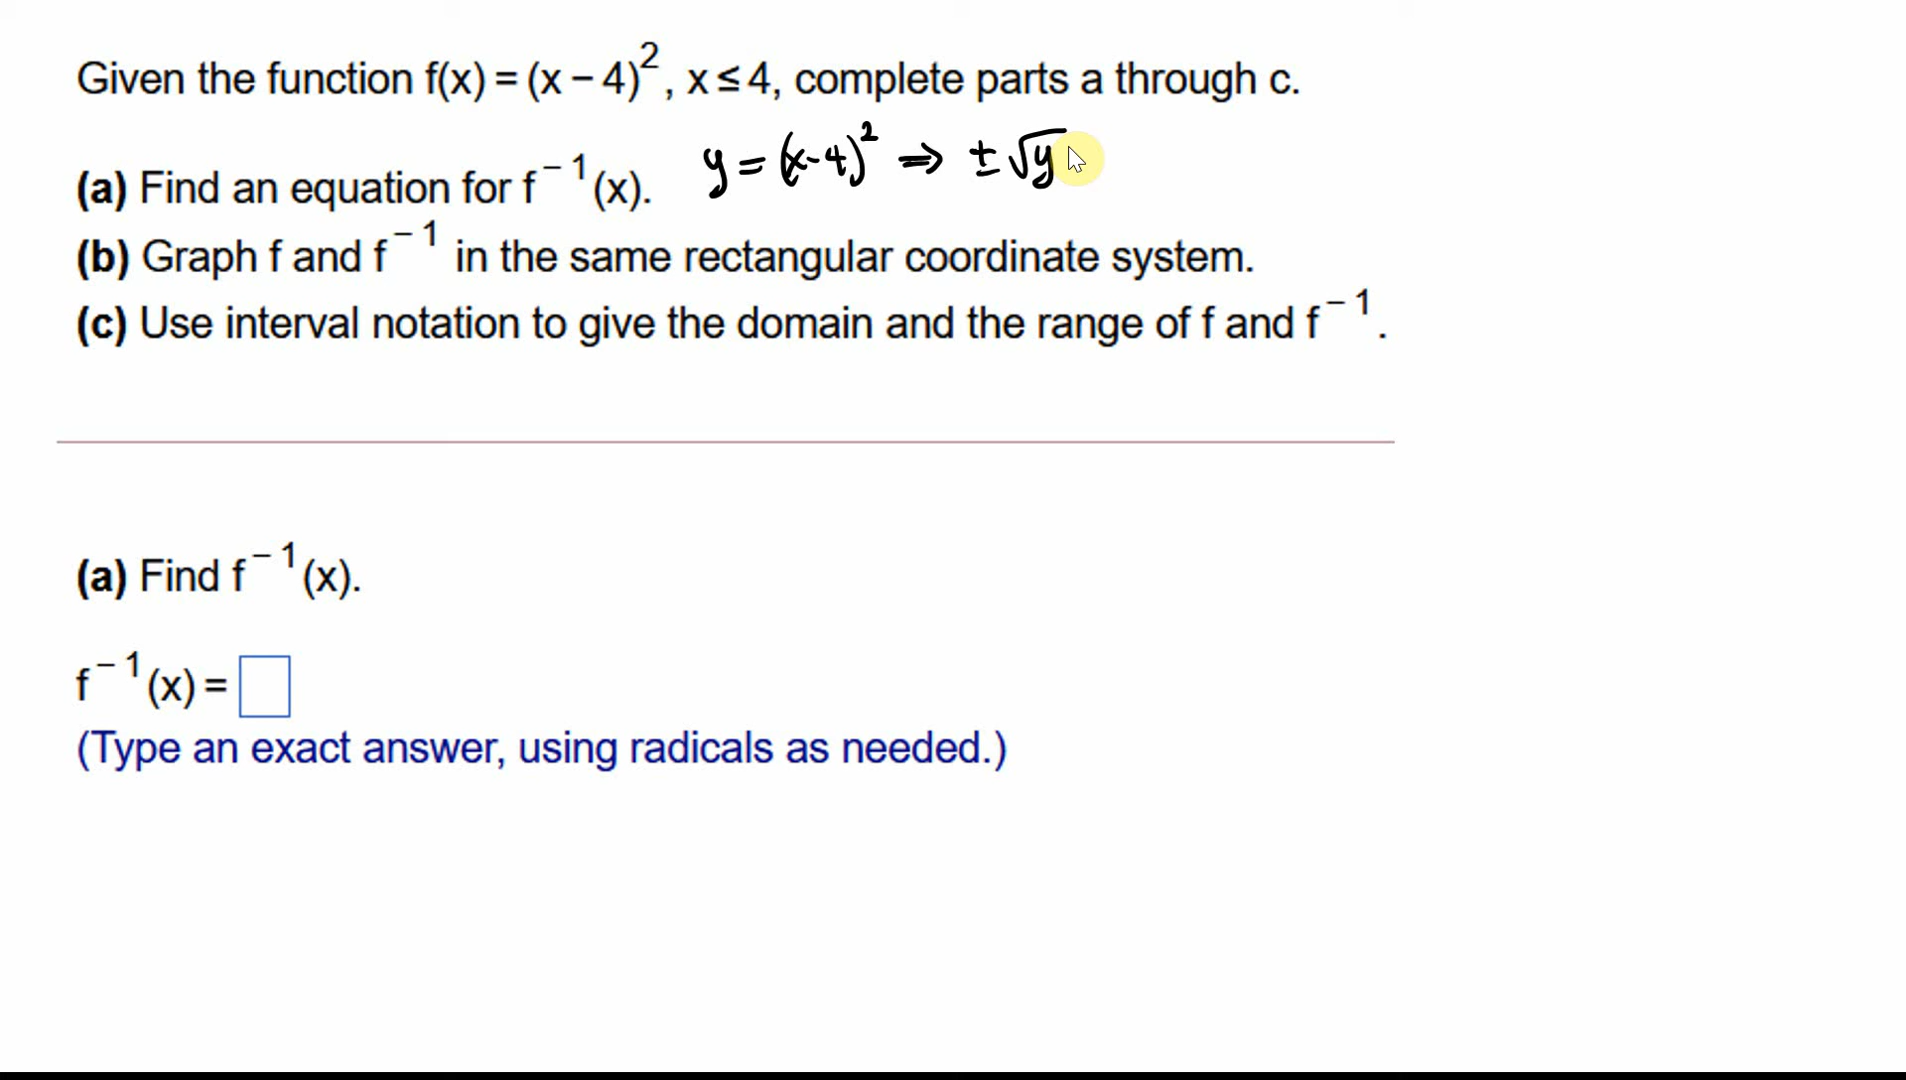 Given the function f(x) = (x − 4)², x ≤ 4, complete parts a through c.
y = (x-4)² ⇒ ± √y
(a) Find an equation for f⁻¹(x).
(b) Graph f and f⁻¹ in the same rectangular coordinate system.
(c) Use interval notation to give the domain and the range of f and f⁻¹.
(a) Find f⁻¹(x).
f⁻¹(x) =
(Type an exact answer, using radicals as needed.)